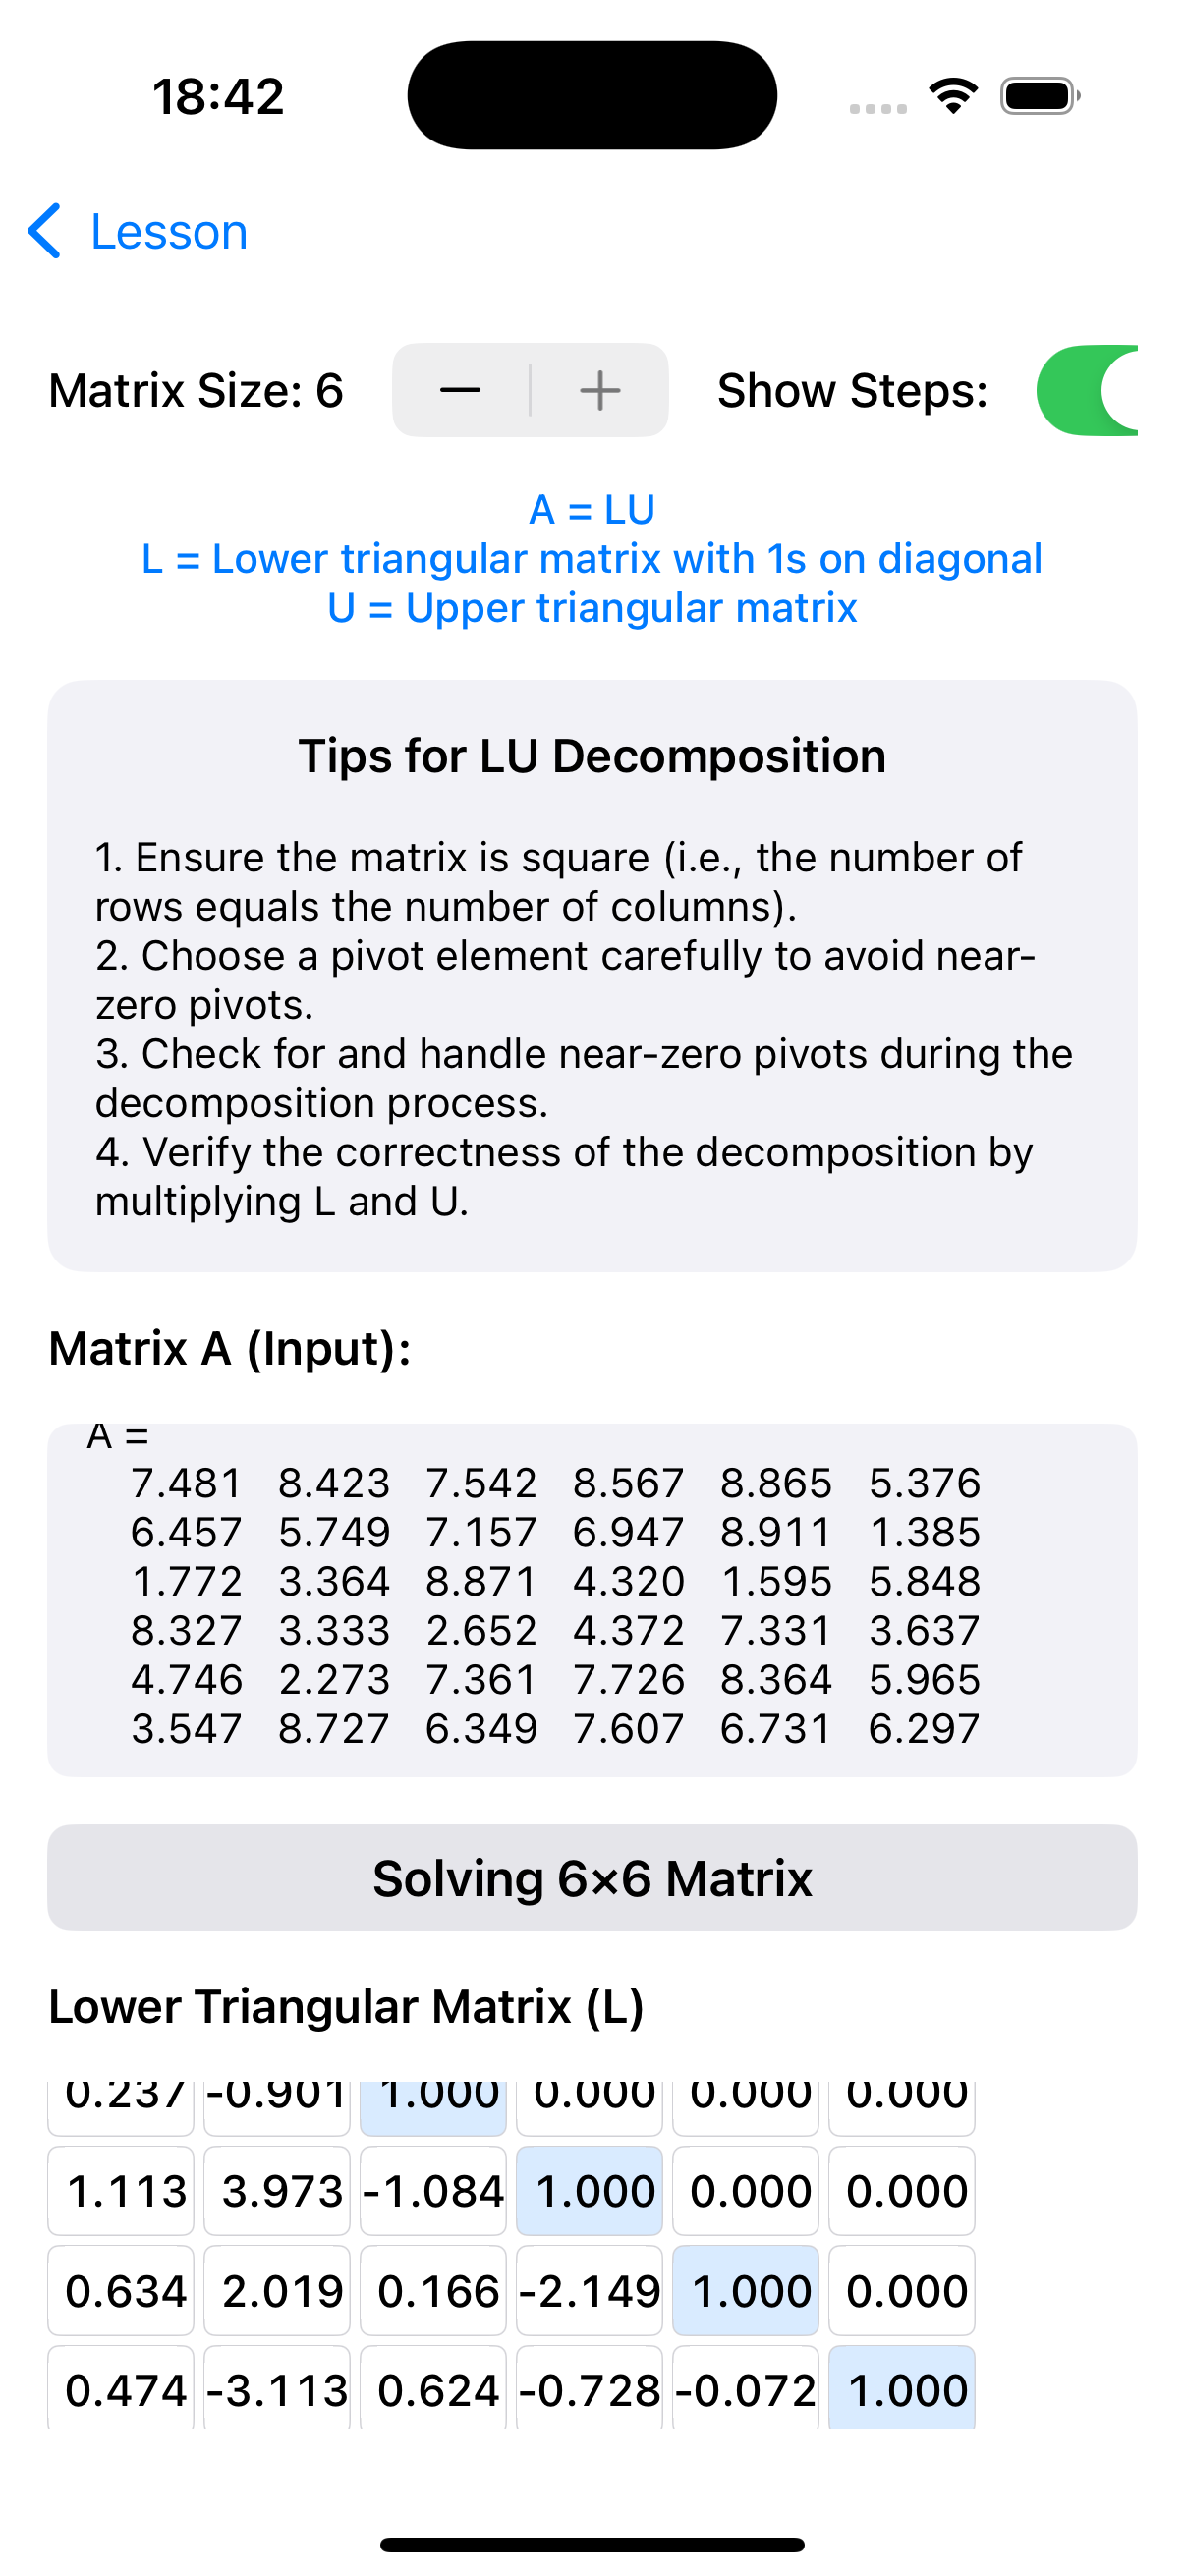 18:42
Lesson
Matrix Size: 6 − + Show Steps:
A = LU
L = Lower triangular matrix with 1s on diagonal
U = Upper triangular matrix
Tips for LU Decomposition
1. Ensure the matrix is square (i.e., the number of
rows equals the number of columns).
2. Choose a pivot element carefully to avoid near-
zero pivots.
3. Check for and handle near-zero pivots during the
decomposition process.
4. Verify the correctness of the decomposition by
multiplying L and U.
Matrix A (Input):
A =
7.481 8.423 7.542 8.567 8.865 5.376
6.457 5.749 7.157 6.947 8.911 1.385
1.772 3.364 8.871 4.320 1.595 5.848
8.327 3.333 2.652 4.372 7.331 3.637
4.746 2.273 7.361 7.726 8.364 5.965
3.547 8.727 6.349 7.607 6.731 6.297
Solving 6×6 Matrix
Lower Triangular Matrix (L)
0.237 -0.901 1.000 0.000 0.000 0.000
1.113 3.973 -1.084 1.000 0.000 0.000
0.634 2.019 0.166 -2.149 1.000 0.000
0.474 -3.113 0.624 -0.728 -0.072 1.000